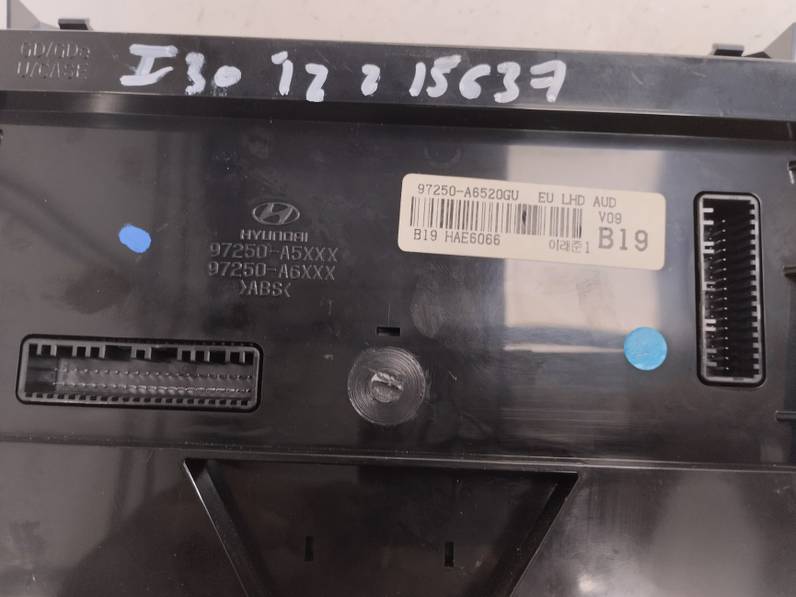 GD/GDe
U/CASE
I30 '12 2 15637
97250-A6520GU EU LHD AUD
V09
B19 HAE6066 이래준1 B19
HYUNDAI
97250-A5XXX
97250-A6XXX
>ABS<